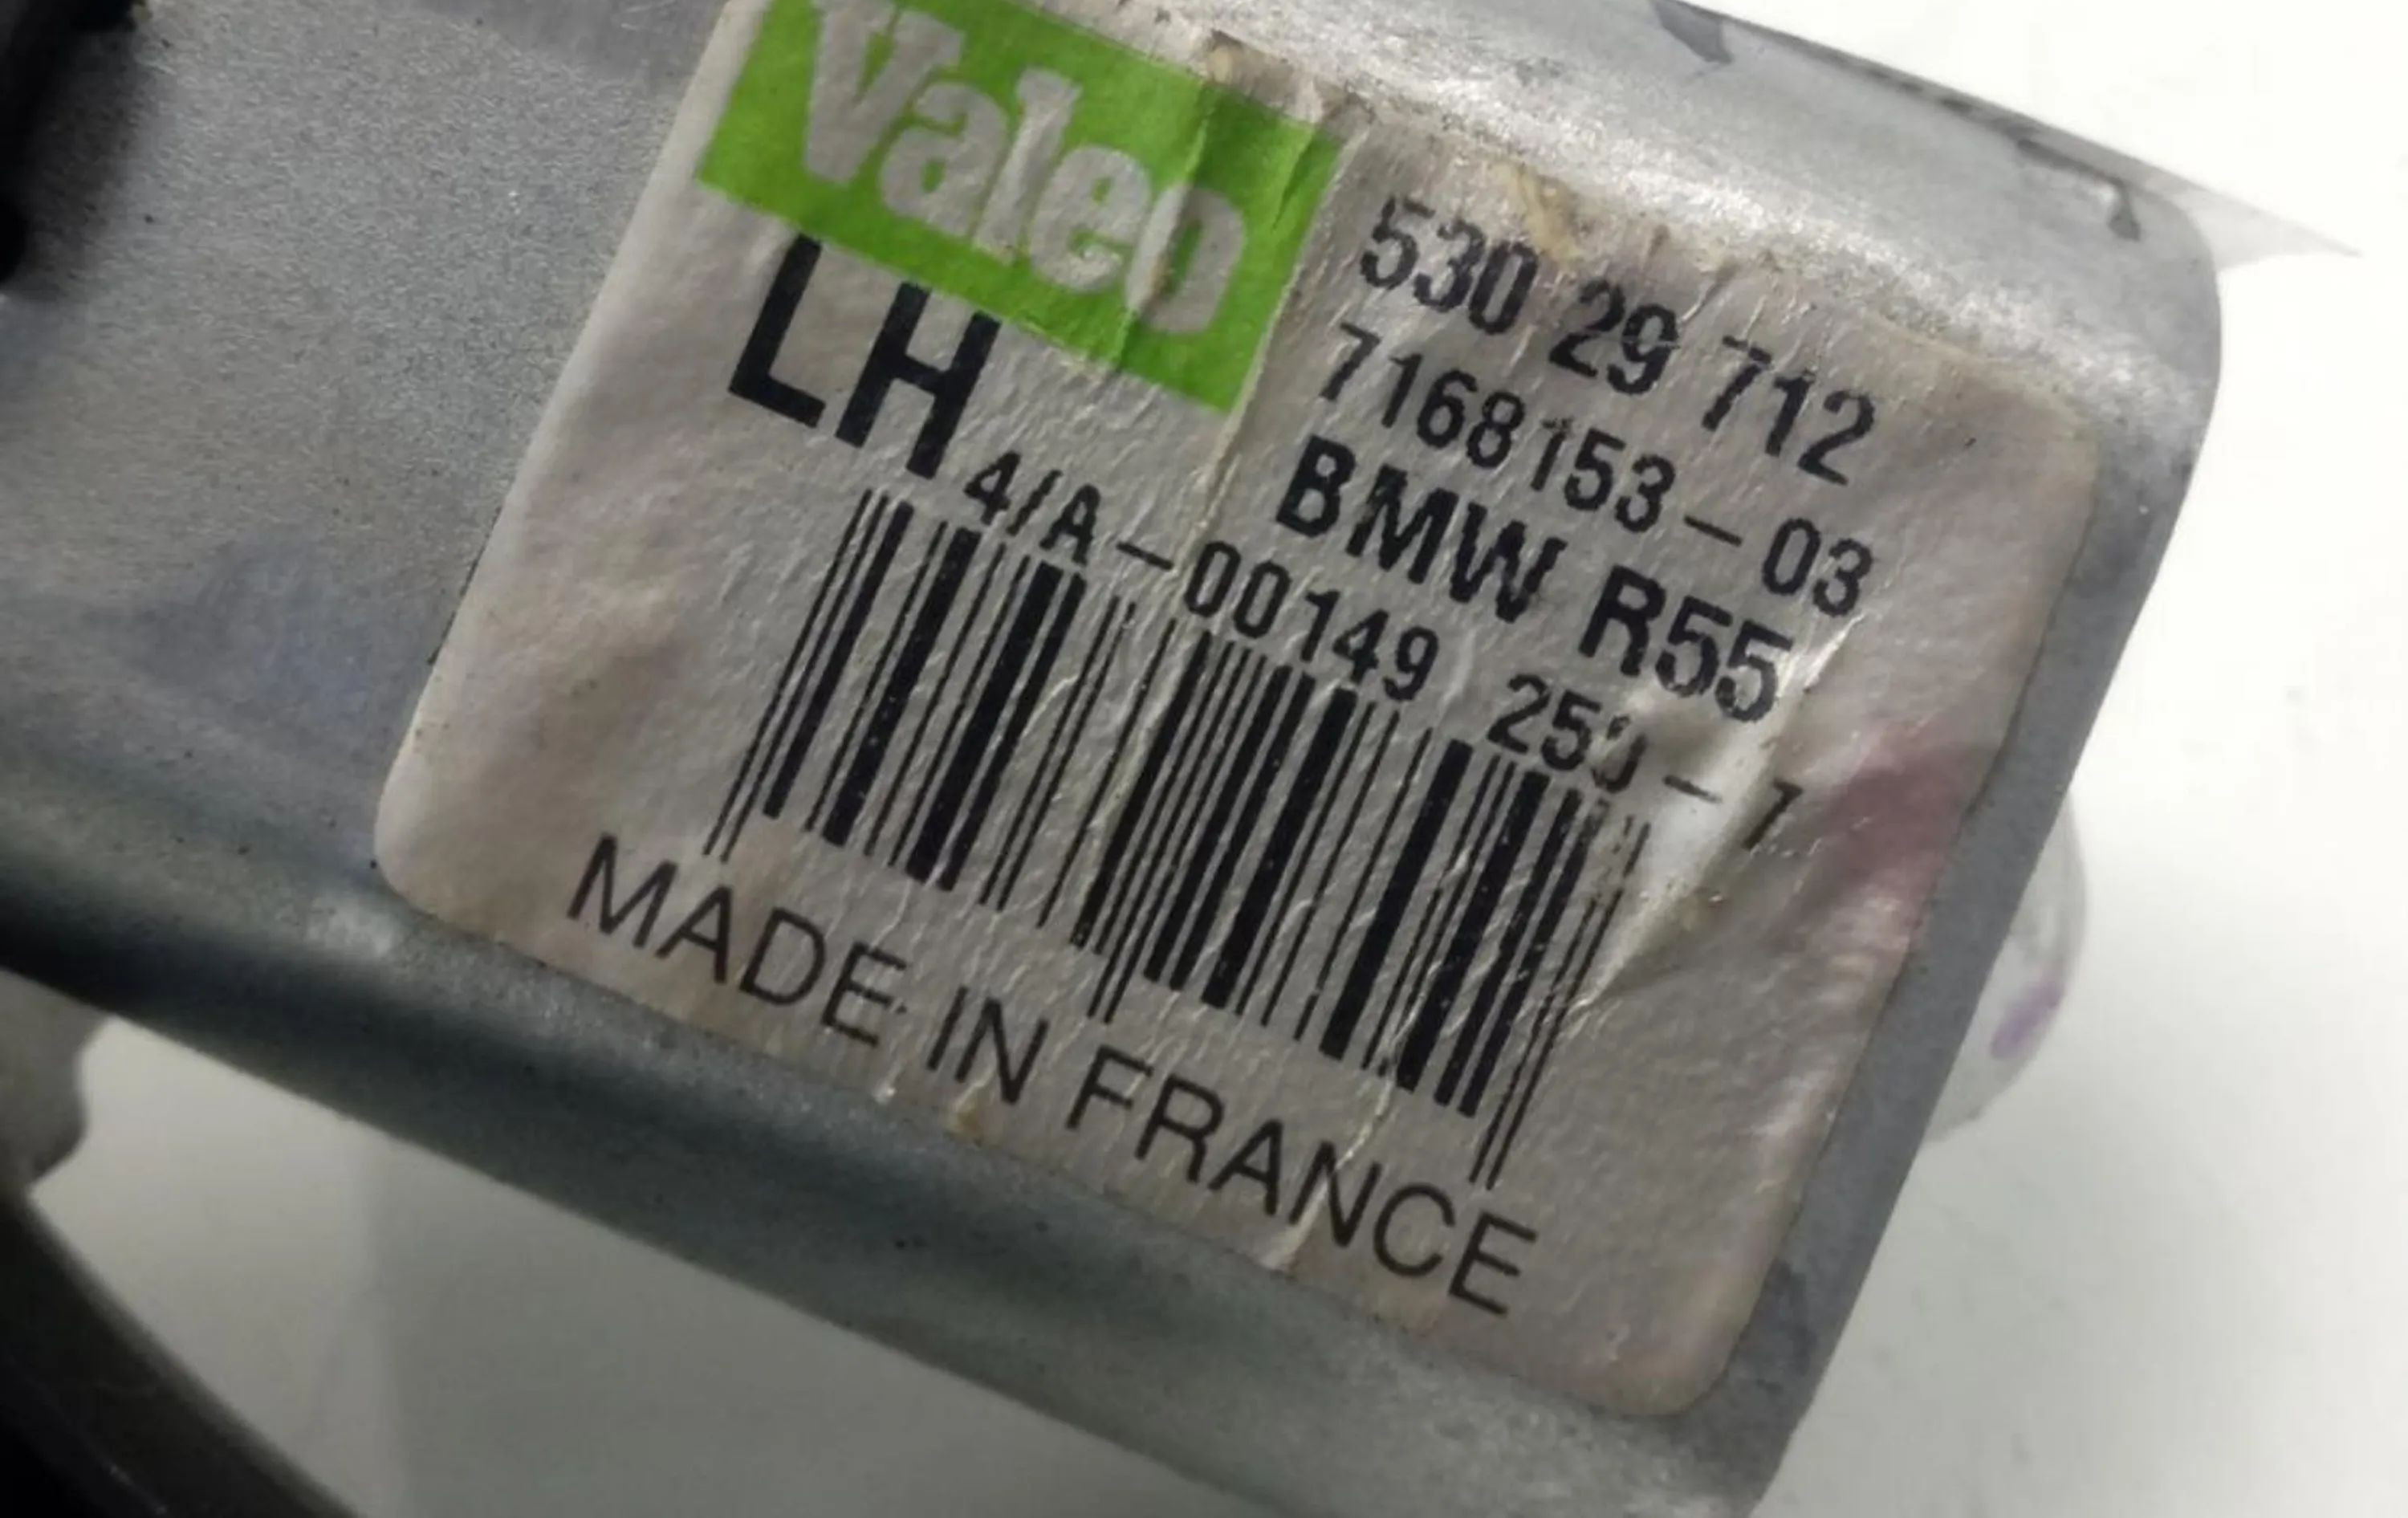 Valeo
530 29 712
7168153-03
LH
BMW R55
4/A-00149
MADE IN FRANCE